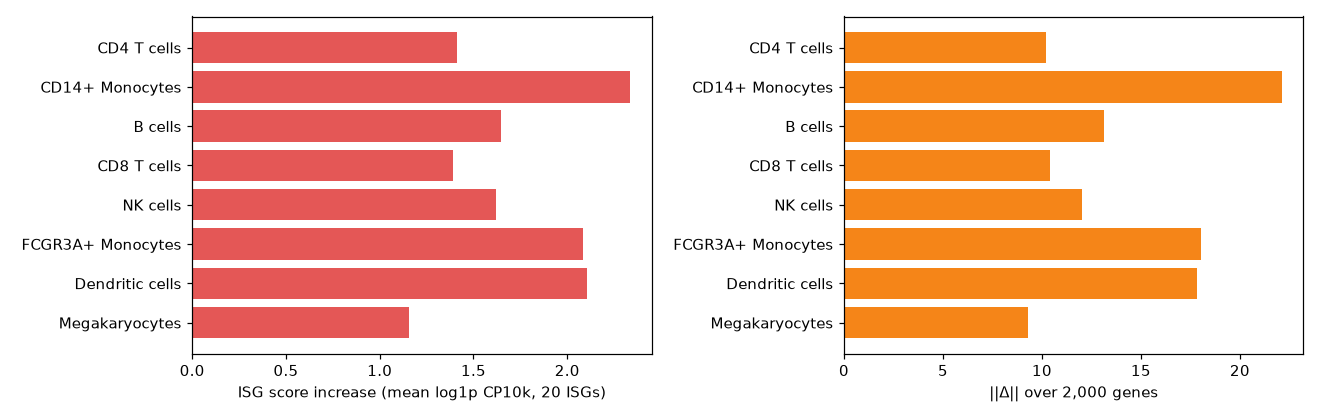 CD4 T cells
CD14+ Monocytes
B cells
CD8 T cells
NK cells
FCGR3A+ Monocytes
Dendritic cells
Megakaryocytes
0.0 0.5 1.0 1.5 2.0
ISG score increase (mean log1p CP10k, 20 ISGs)
CD4 T cells
CD14+ Monocytes
B cells
CD8 T cells
NK cells
FCGR3A+ Monocytes
Dendritic cells
Megakaryocytes
0 5 10 15 20
||Δ|| over 2,000 genes